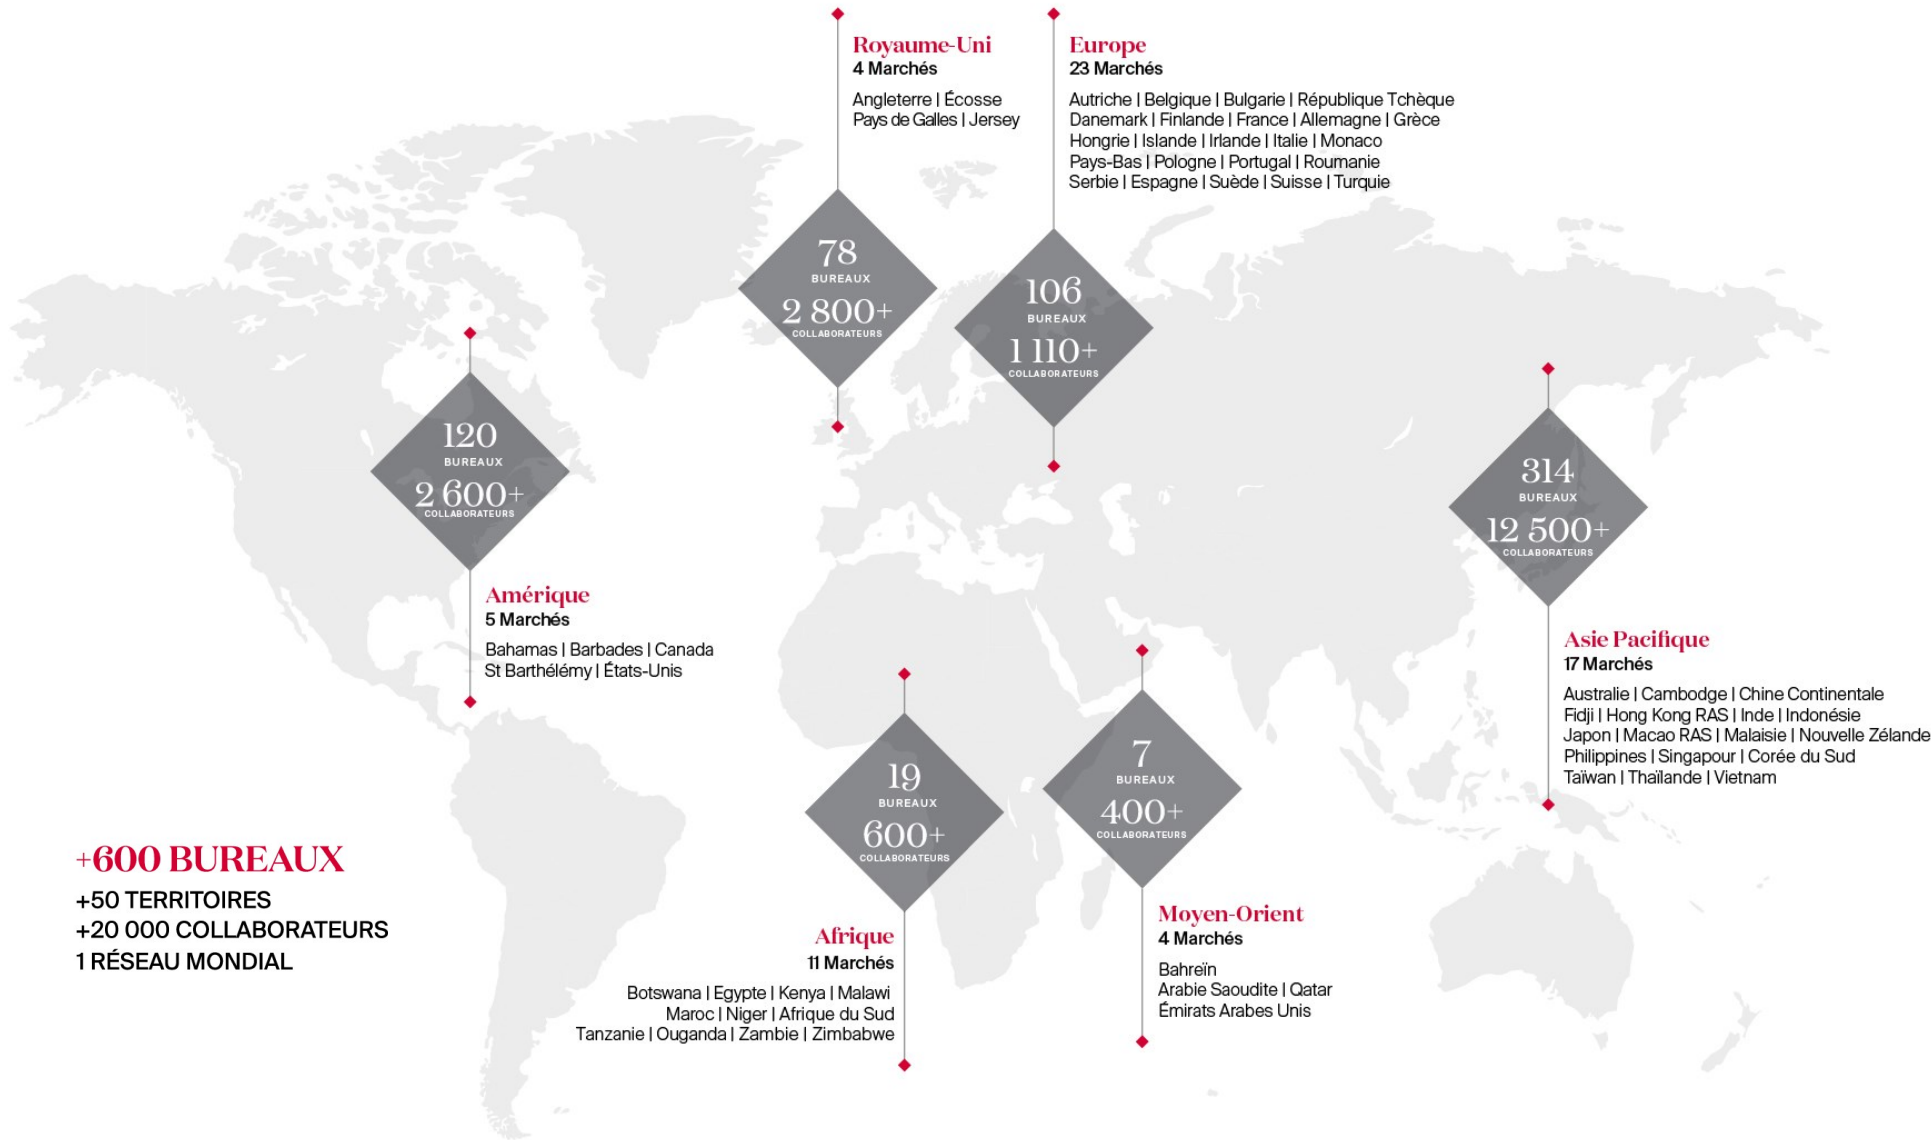 Royaume-Uni
4 Marchés
Angleterre | Écosse
Pays de Galles | Jersey
Europe
23 Marchés
Autriche | Belgique | Bulgarie | République Tchèque
Danemark | Finlande | France | Allemagne | Grèce
Hongrie | Islande | Irlande | Italie | Monaco
Pays-Bas | Pologne | Portugal | Roumanie
Serbie | Espagne | Suède | Suisse | Turquie
78
BUREAUX
2 800+
COLLABORATEURS
106
BUREAUX
1 110+
COLLABORATEURS
120
BUREAUX
2 600+
COLLABORATEURS
Amérique
5 Marchés
Bahamas | Barbades | Canada
St Barthélémy | États-Unis
314
BUREAUX
12 500+
COLLABORATEURS
Asie Pacifique
17 Marchés
Australie | Cambodge | Chine Continentale
Fidji | Hong Kong RAS | Inde | Indonésie
Japon | Macao RAS | Malaisie | Nouvelle Zélande
Philippines | Singapour | Corée du Sud
Taïwan | Thaïlande | Vietnam
19
BUREAUX
600+
COLLABORATEURS
Afrique
11 Marchés
Botswana | Egypte | Kenya | Malawi
Maroc | Niger | Afrique du Sud
Tanzanie | Ouganda | Zambie | Zimbabwe
7
BUREAUX
400+
COLLABORATEURS
Moyen-Orient
4 Marchés
Bahreïn
Arabie Saoudite | Qatar
Émirats Arabes Unis
+600 BUREAUX
+50 TERRITOIRES
+20 000 COLLABORATEURS
1 RÉSEAU MONDIAL